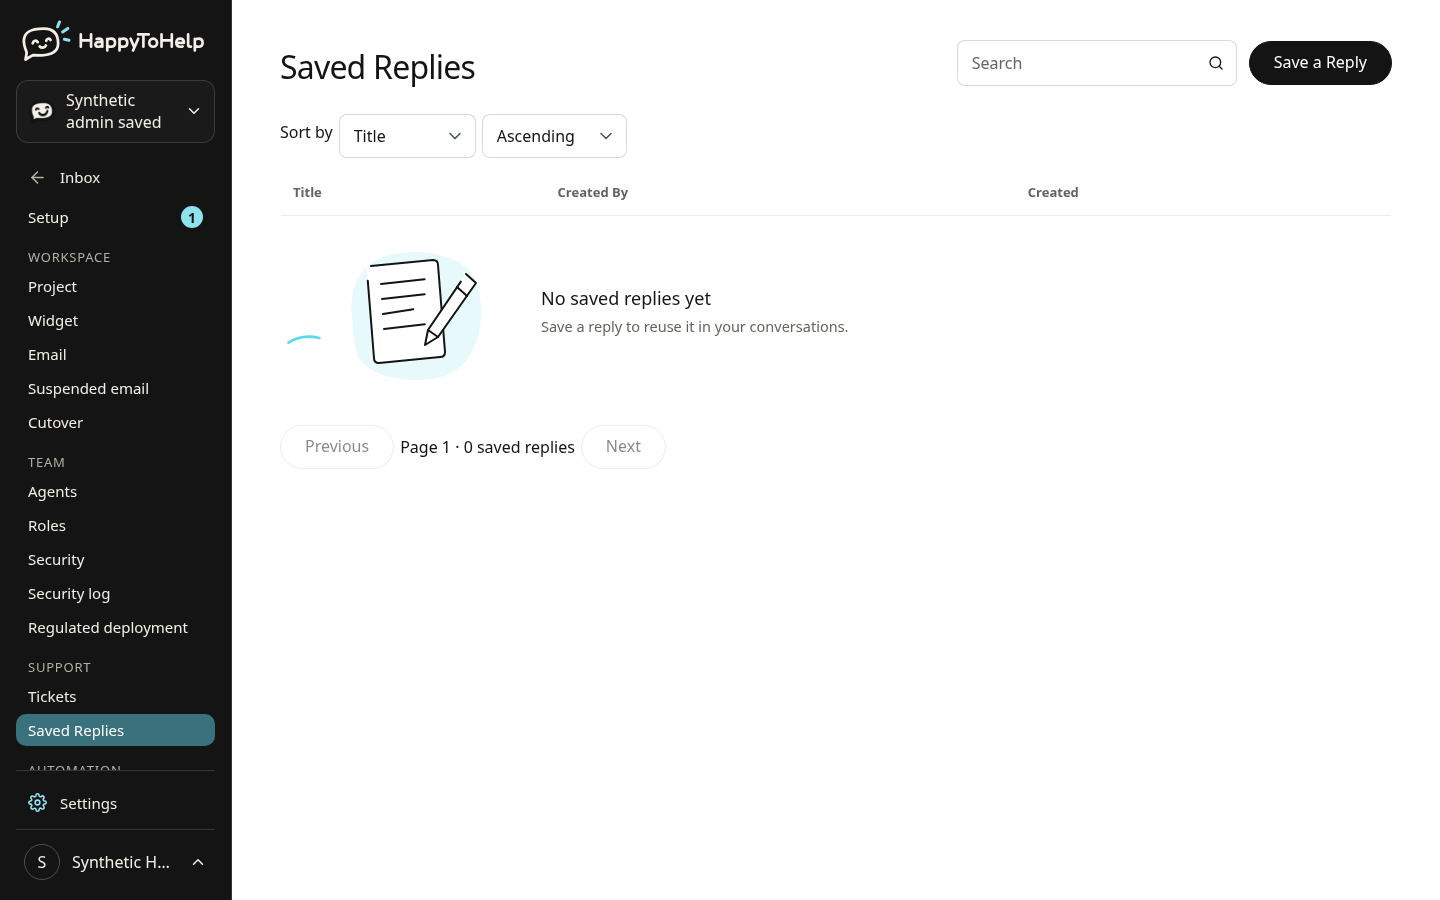 HappyToHelp
Synthetic
admin saved
Inbox
Setup 1
WORKSPACE
Project
Widget
Email
Suspended email
Cutover
TEAM
Agents
Roles
Security
Security log
Regulated deployment
SUPPORT
Tickets
Saved Replies
AUTOMATION
Settings
S Synthetic H...
Saved Replies
Search
Save a Reply
Sort by Title Ascending
Title Created By Created
No saved replies yet
Save a reply to reuse it in your conversations.
Previous Page 1 · 0 saved replies Next